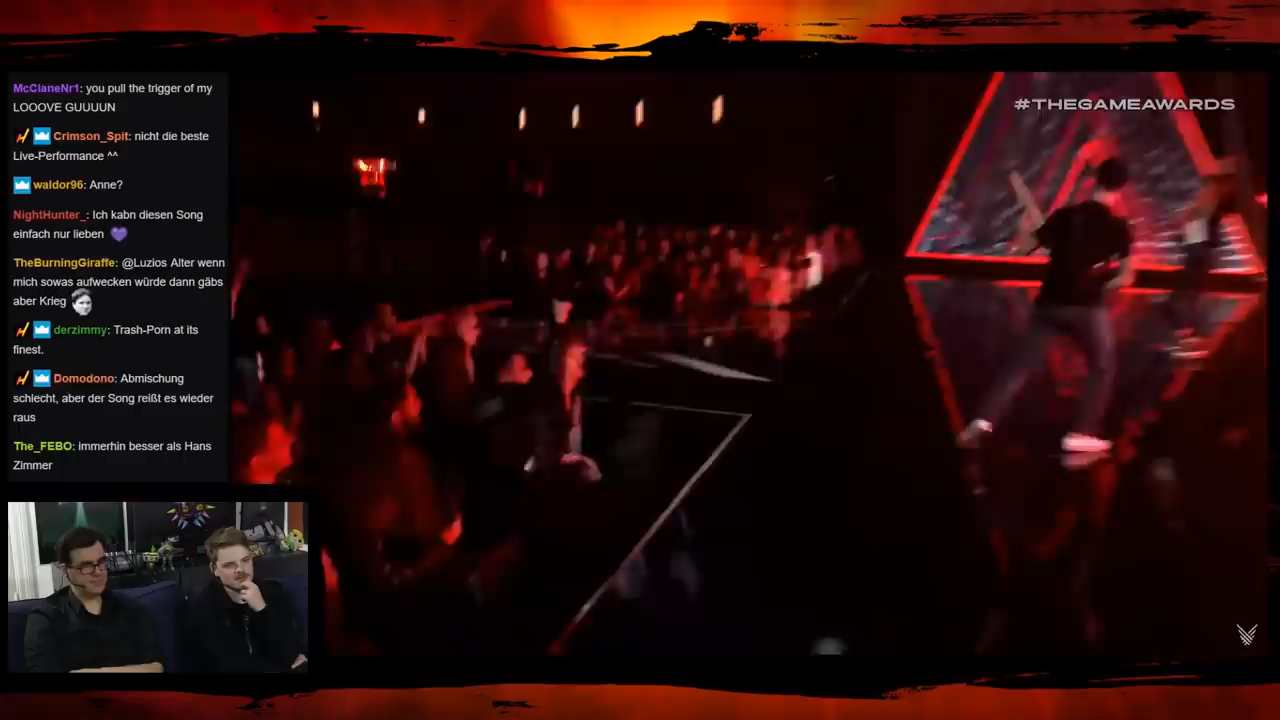 #THEGAMEAWARDS
McClaneNr1: you pull the trigger of my
LOOOVE GUUUUN
Crimson_Spit: nicht die beste
Live-Performance ^^
waldor96: Anne?
NightHunter_: Ich kabn diesen Song
einfach nur lieben
TheBurningGiraffe: @Luzios Alter wenn
mich sowas aufwecken würde dann gäbs
aber Krieg
derzimmy: Trash-Porn at its
finest.
Domodono: Abmischung
schlecht, aber der Song reißt es wieder
raus
The_FEBO: immerhin besser als Hans
Zimmer